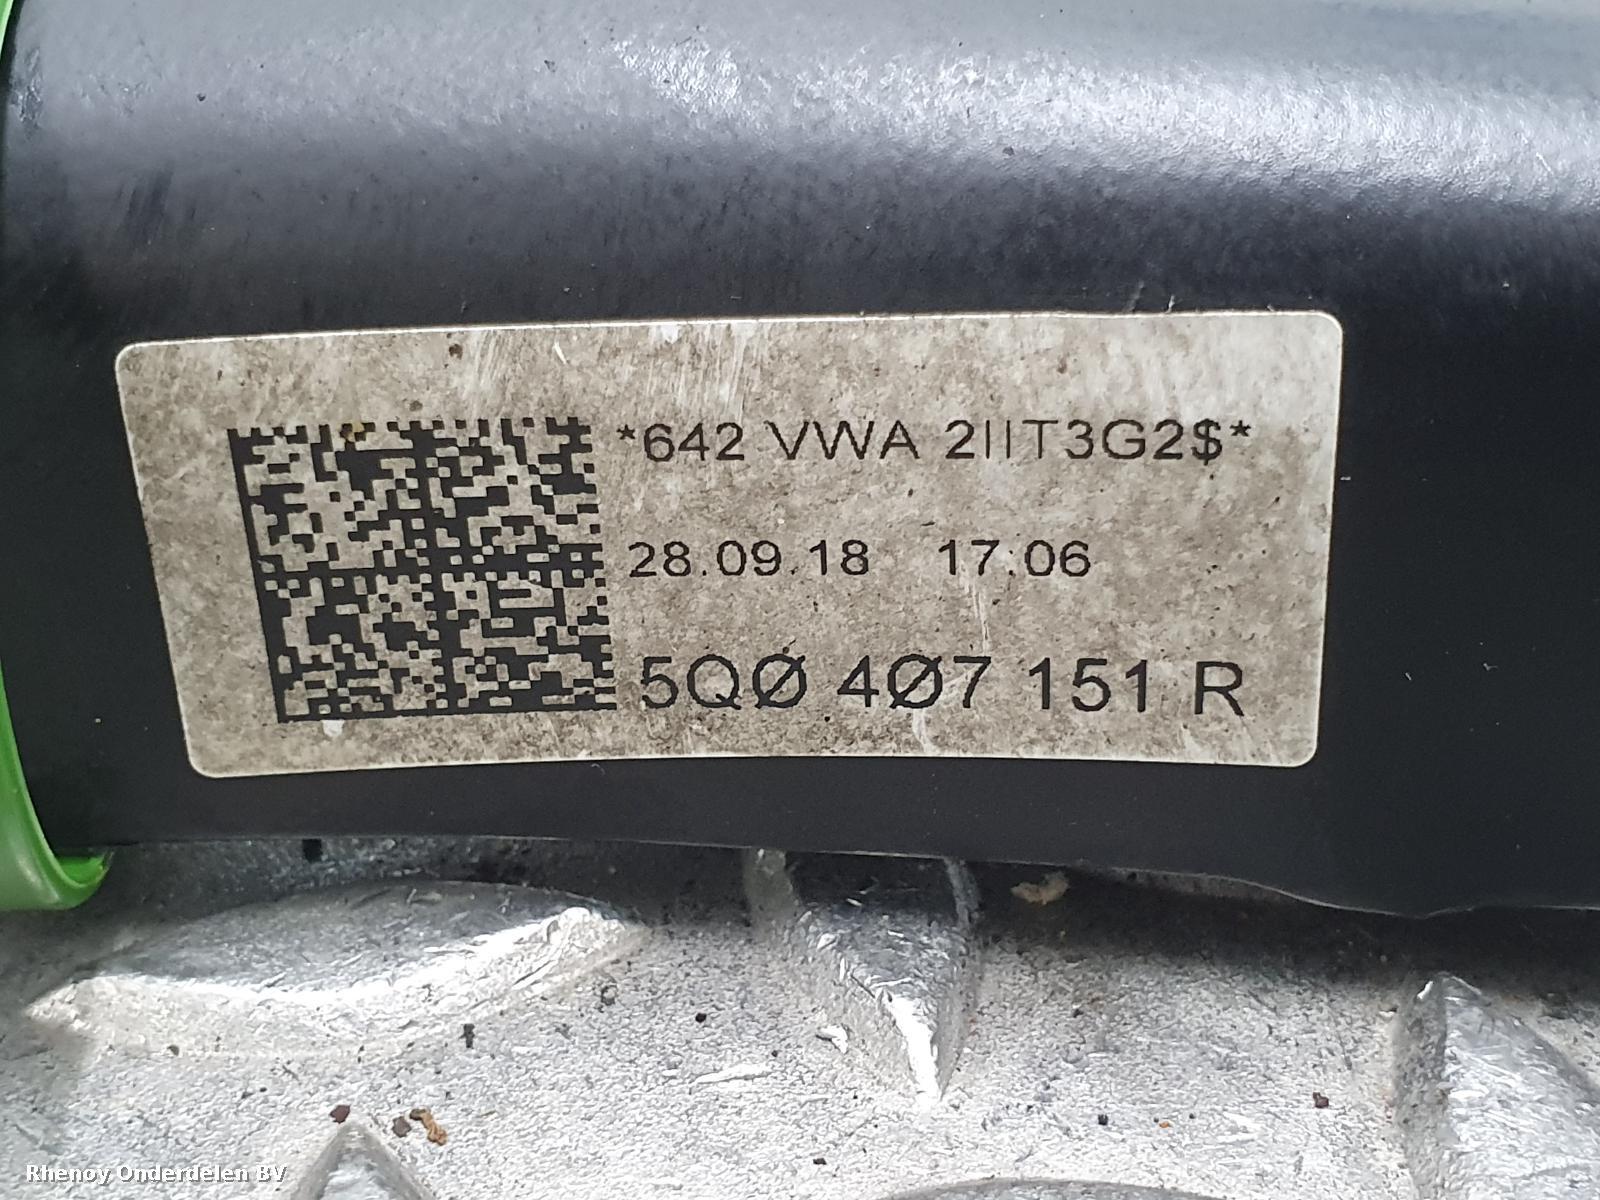 *642 VWA 2IIT3G2$*
28.09.18 17:06
5QØ 4Ø7 151 R
Rhenoy Onderdelen BV